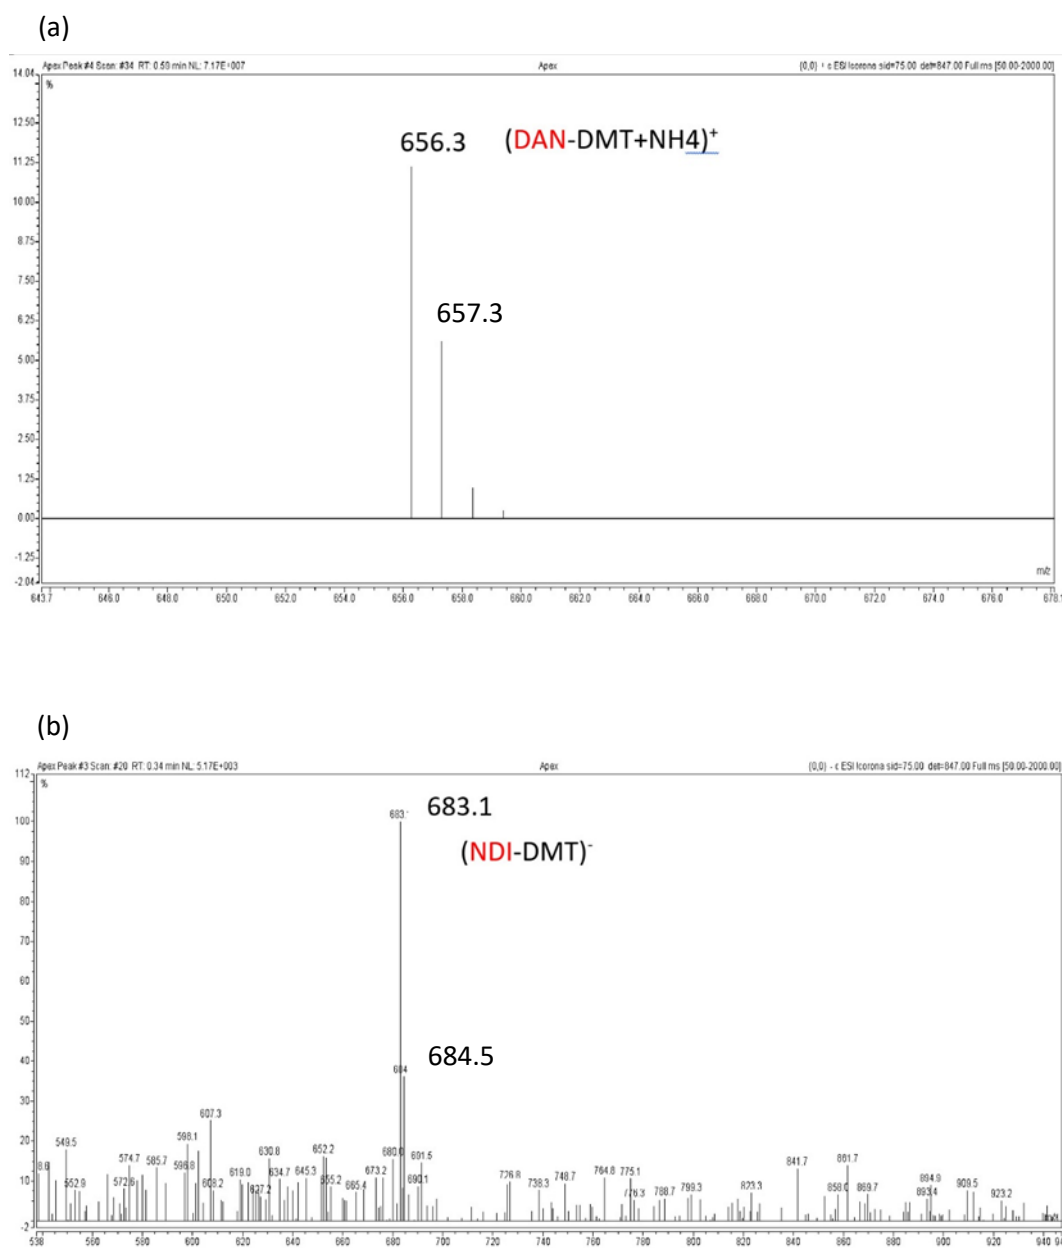 (a)
Apex Peak #4 Scan: #34 RT: 0.59 min NL: 7.17E+007 Apex {0,0} + c ESI Icorona sid=75.00 det=847.00 Full ms [50.00-2000.00]
14.04
%
12.50
656.3 (DAN-DMT+NH4)+
11.25
10.00
8.75
7.50
657.3
6.25
5.00
3.75
2.50
1.25
0.00
-1.25
-2.04
m/z
643.7 646.0 648.0 650.0 652.0 654.0 656.0 658.0 660.0 662.0 664.0 666.0 668.0 670.0 672.0 674.0 676.0
(b)
Apex Peak #3 Scan: #20 RT: 0.34 min NL: 5.17E+003 Apex {0,0} - c ESI Icorona sid=75.00 det=847.00 Full ms [50.00-2000.00]
112
%
683.1
100
(NDI-DMT)-
90
80
70
60
50
684.5
40
684
30
607.3
20
598.1
549.5 630.8 652.2
574.7 585.7 596.8 680.0 691.5 841.7 861.7
619.0 634.7 645.3 673.2 764.8 775.1
10
552.9 572.6 608.2 627.2 655.2 665.4 690.1 726.8 738.3 748.7 776.3 788.7 799.3 823.3 858.0 869.7 893.4 894.9 909.5 923.2
-2
538 560 580 600 620 640 660 680 700 720 740 760 780 800 820 840 860 880 900 920 940